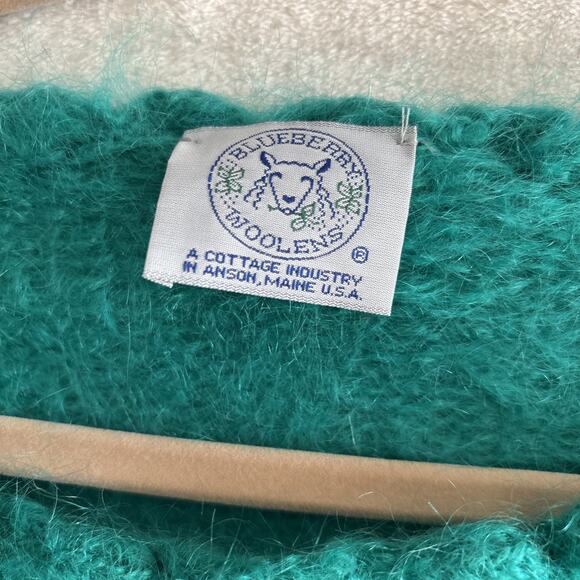 BLUEBERRY
WOOLENS
®
A COTTAGE INDUSTRY
IN ANSON, MAINE U.S.A.